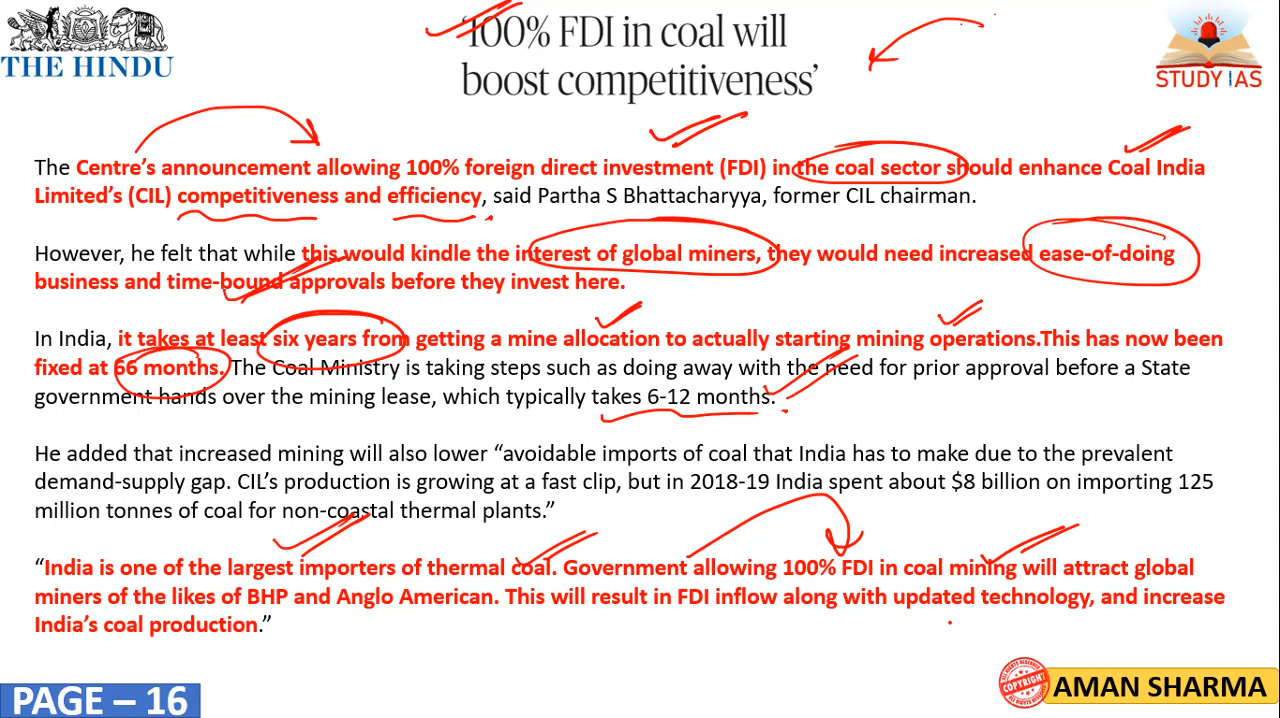 THE HINDU
'100% FDI in coal will
boost competitiveness'
STUDY IAS
The Centre's announcement allowing 100% foreign direct investment (FDI) in the coal sector should enhance Coal India
Limited's (CIL) competitiveness and efficiency, said Partha S Bhattacharyya, former CIL chairman.
However, he felt that while this would kindle the interest of global miners, they would need increased ease-of-doing
business and time-bound approvals before they invest here.
In India, it takes at least six years from getting a mine allocation to actually starting mining operations.This has now been
fixed at 66 months. The Coal Ministry is taking steps such as doing away with the need for prior approval before a State
government hands over the mining lease, which typically takes 6-12 months.
He added that increased mining will also lower “avoidable imports of coal that India has to make due to the prevalent
demand-supply gap. CIL’s production is growing at a fast clip, but in 2018-19 India spent about $8 billion on importing 125
million tonnes of coal for non-coastal thermal plants.”
“India is one of the largest importers of thermal coal. Government allowing 100% FDI in coal mining will attract global
miners of the likes of BHP and Anglo American. This will result in FDI inflow along with updated technology, and increase
India’s coal production.”
PAGE – 16
COPYRIGHT
AMAN SHARMA